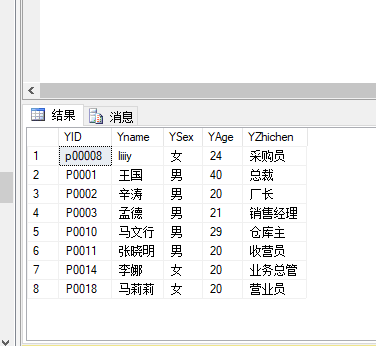 结果 消息
YID Yname YSex YAge YZhichen
1 p00008 liiiy 女 24 采购员
2 P0001 王国 男 40 总裁
3 P0002 辛涛 男 20 厂长
4 P0003 孟德 男 21 销售经理
5 P0010 马文行 男 29 仓库主
6 P0011 张晓明 男 20 收营员
7 P0014 李娜 女 20 业务总管
8 P0018 马莉莉 女 20 营业员